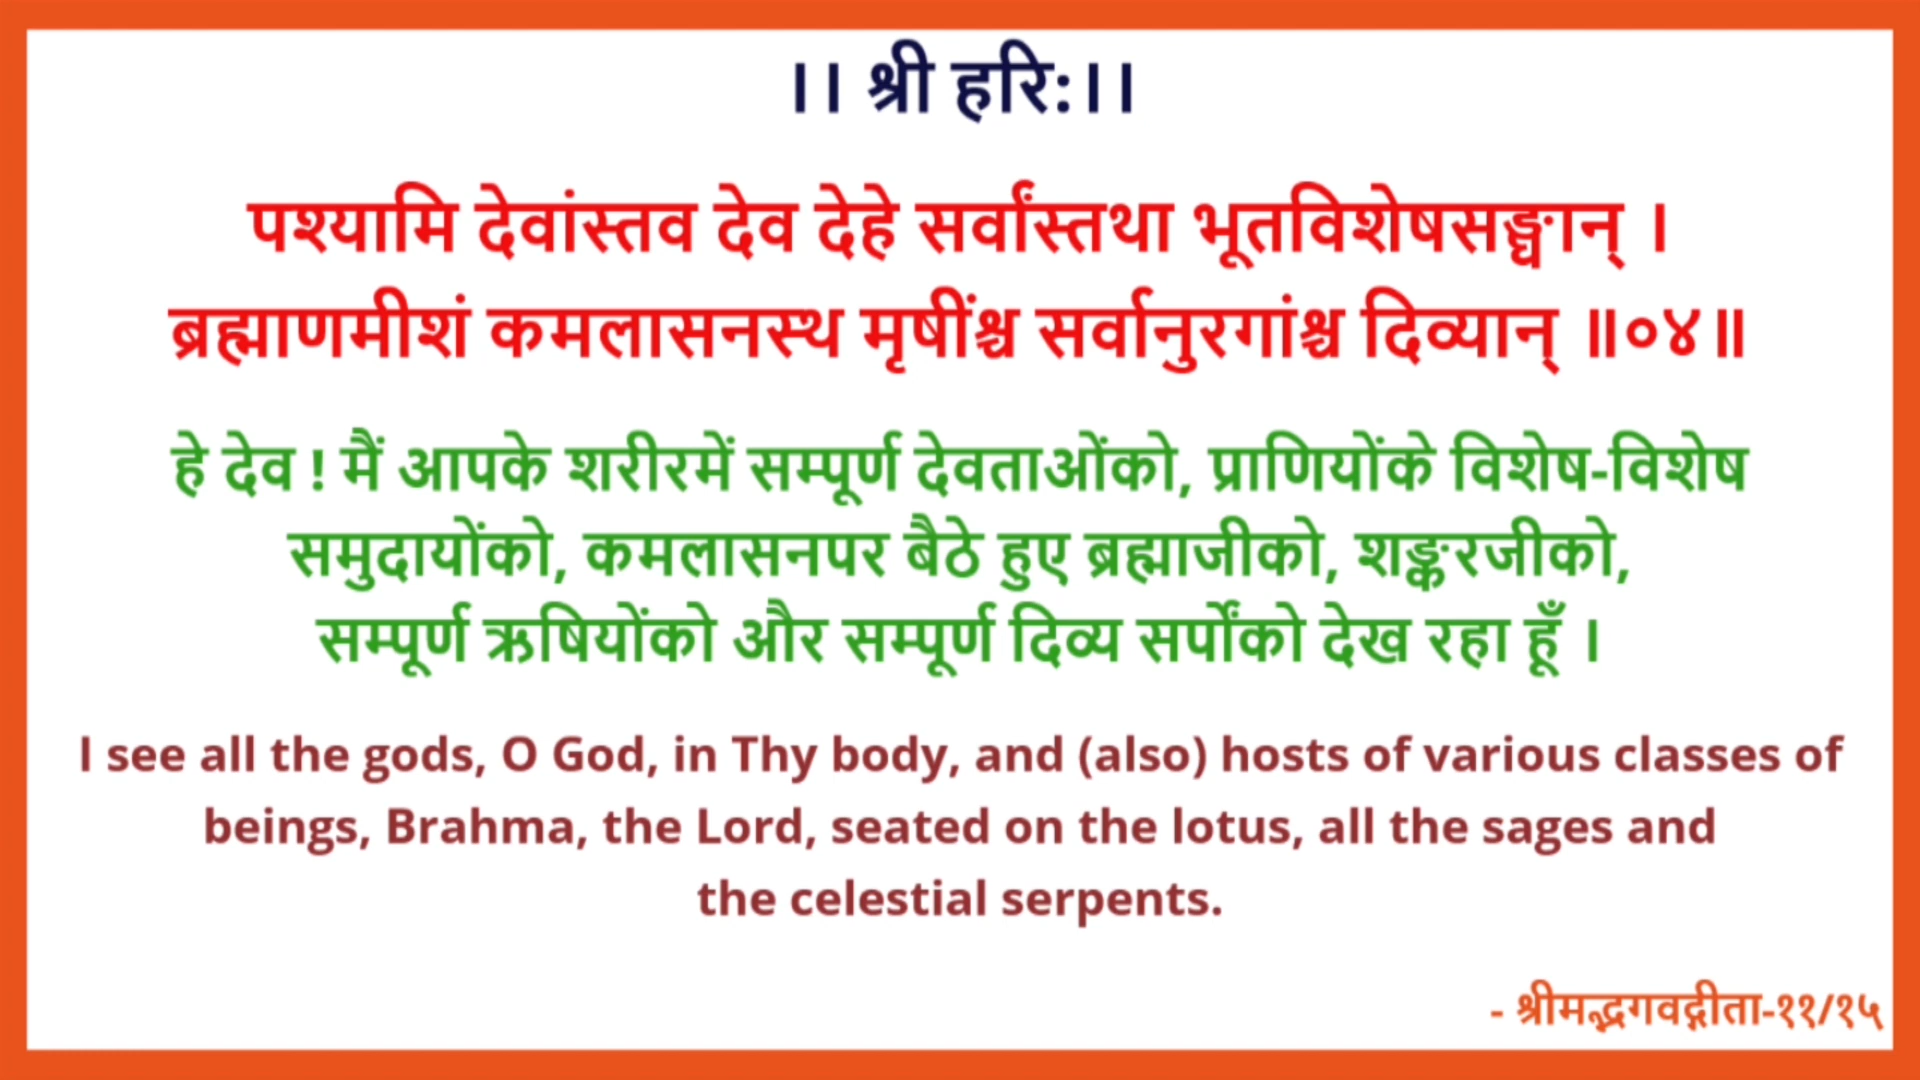 ।। श्री हरि:।।
पश्यामि देवांस्तव देव देहे सर्वांस्तथा भूतविशेषसङ्घान् ।
ब्रह्माणमीशं कमलासनस्थ मृषींश्च सर्वानुरगांश्च दिव्यान् ॥०४॥
हे देव ! मैं आपके शरीरमें सम्पूर्ण देवताओंको, प्राणियोंके विशेष-विशेष
समुदायोंको, कमलासनपर बैठे हुए ब्रह्माजीको, शङ्करजीको,
सम्पूर्ण ऋषियोंको और सम्पूर्ण दिव्य सर्पोंको देख रहा हूँ ।
I see all the gods, O God, in Thy body, and (also) hosts of various classes of
beings, Brahma, the Lord, seated on the lotus, all the sages and
the celestial serpents.
- श्रीमद्भगवद्गीता-११/१५